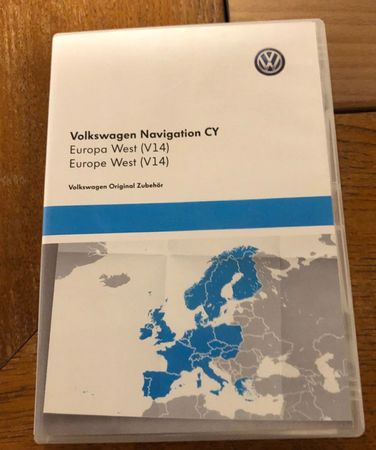 Volkswagen Navigation CY
Europa West (V14)
Europe West (V14)
Volkswagen Original Zubehör